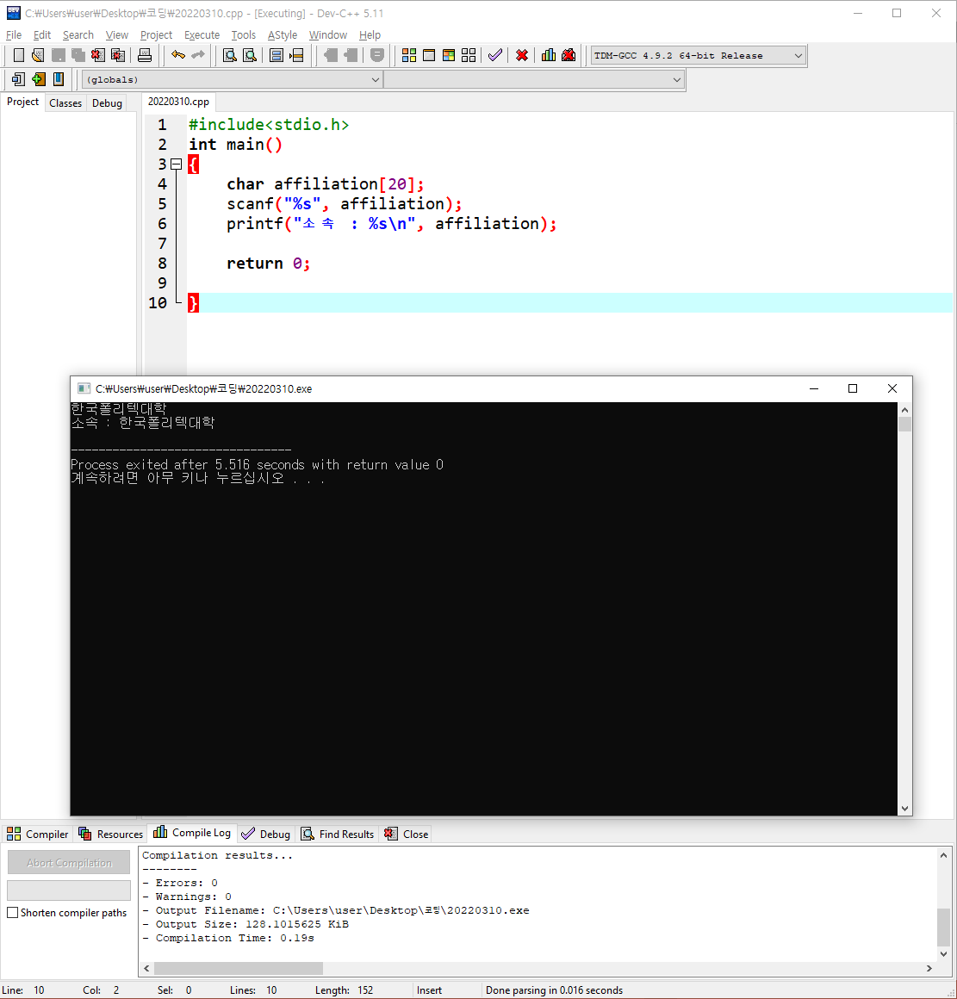 C:₩Users₩user₩Desktop₩코딩₩20220310.cpp - [Executing] - Dev-C++ 5.11
File Edit Search View Project Execute Tools AStyle Window Help
TDM-GCC 4.9.2 64-bit Release
(globals)
Project Classes Debug
20220310.cpp
1 #include<stdio.h>
2 int main()
3 {
4 char affiliation[20];
5 scanf("%s", affiliation);
6 printf("소속 : %s\n", affiliation);
7
8 return 0;
9
10 }
C:₩Users₩user₩Desktop₩코딩₩20220310.exe
한국폴리텍대학
소속 : 한국폴리텍대학
--------------------------------
Process exited after 5.516 seconds with return value 0
계속하려면 아무 키나 누르십시오 . . .
Compiler Resources Compile Log Debug Find Results Close
Abort Compilation
Shorten compiler paths
Compilation results...
--------
- Errors: 0
- Warnings: 0
- Output Filename: C:\Users\user\Desktop\코딩\20220310.exe
- Output Size: 128.1015625 KiB
- Compilation Time: 0.19s
Line: 10 Col: 2 Sel: 0 Lines: 10 Length: 152 Insert Done parsing in 0.016 seconds